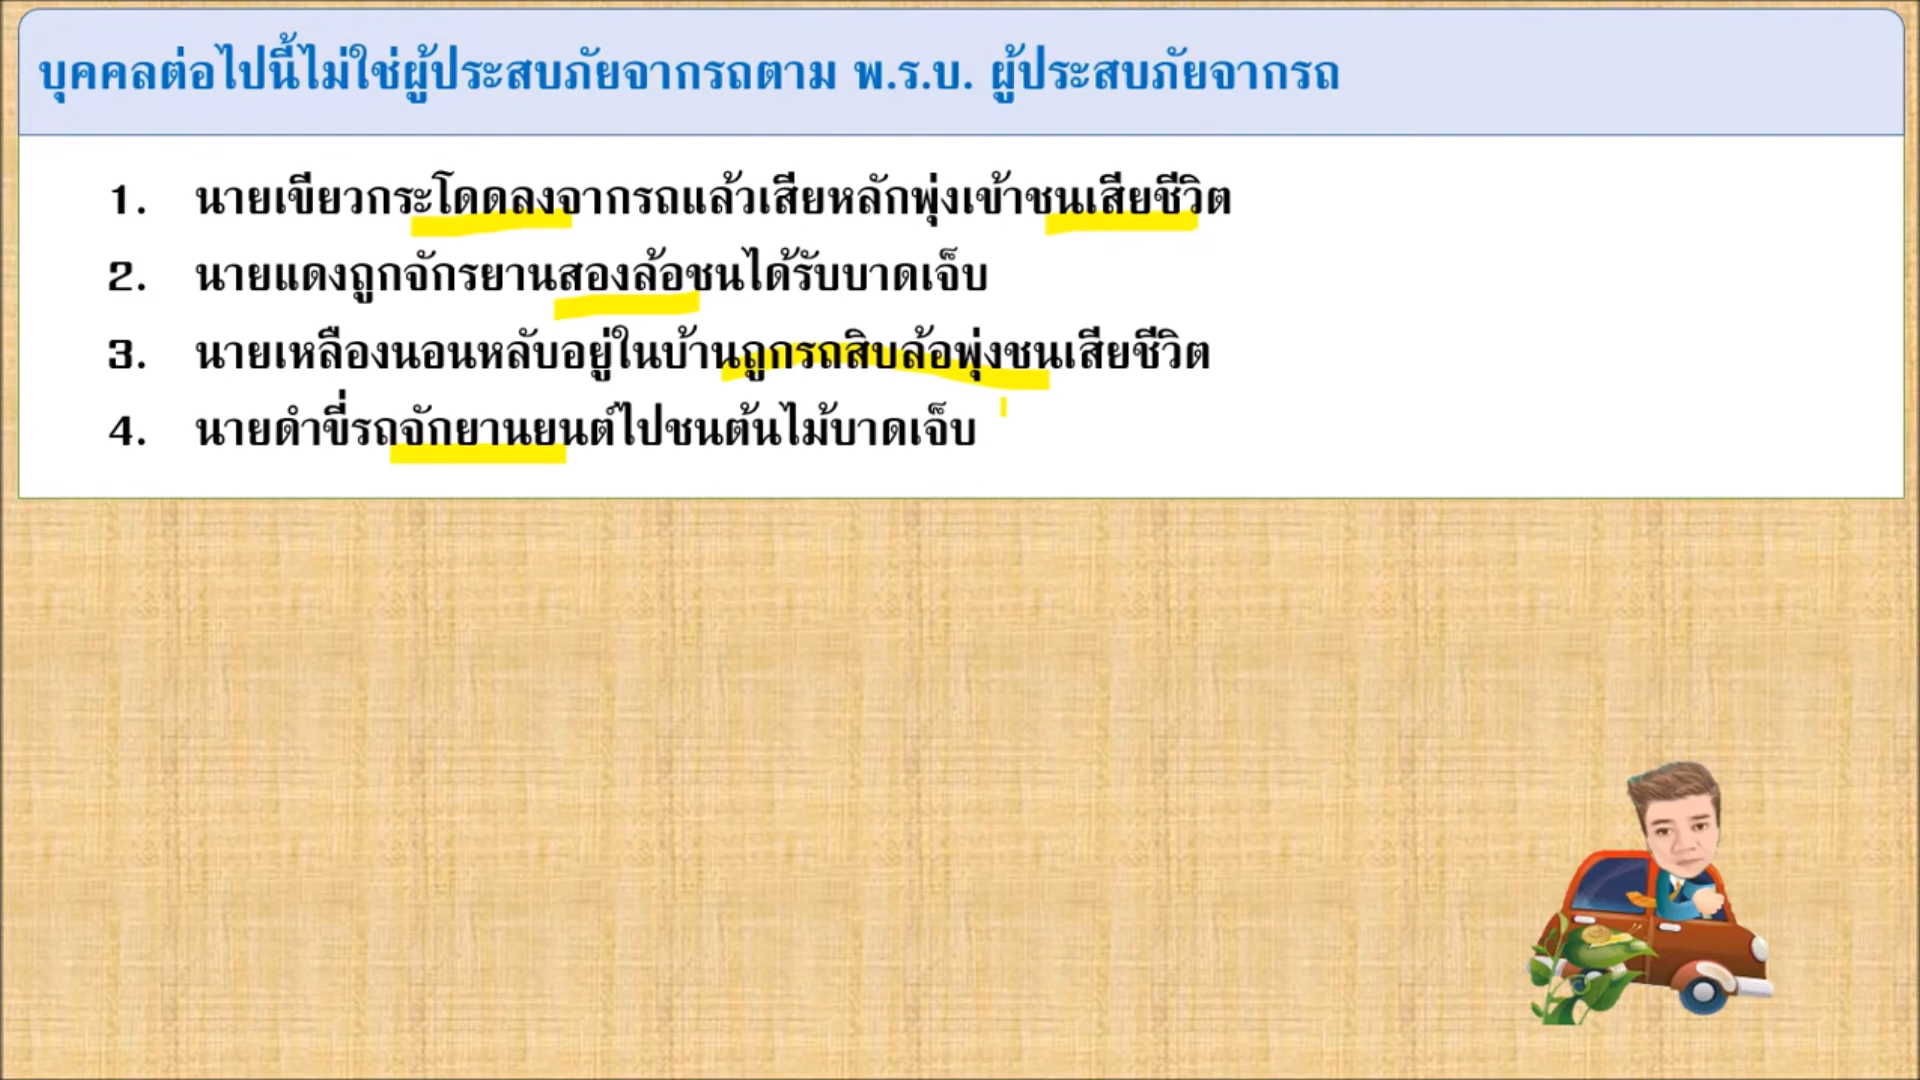 บุคคลต่อไปนี้ไม่ใช่ผู้ประสบภัยจากรถตาม พ.ร.บ. ผู้ประสบภัยจากรถ
1. นายเขียวกระโดดลงจากรถแล้วเสียหลักพุ่งเข้าชนเสียชีวิต
2. นายแดงถูกจักรยานสองล้อชนได้รับบาดเจ็บ
3. นายเหลืองนอนหลับอยู่ในบ้านถูกรถสิบล้อพุ่งชนเสียชีวิต
4. นายดำขี่รถจักยานยนต์ไปชนต้นไม้บาดเจ็บ